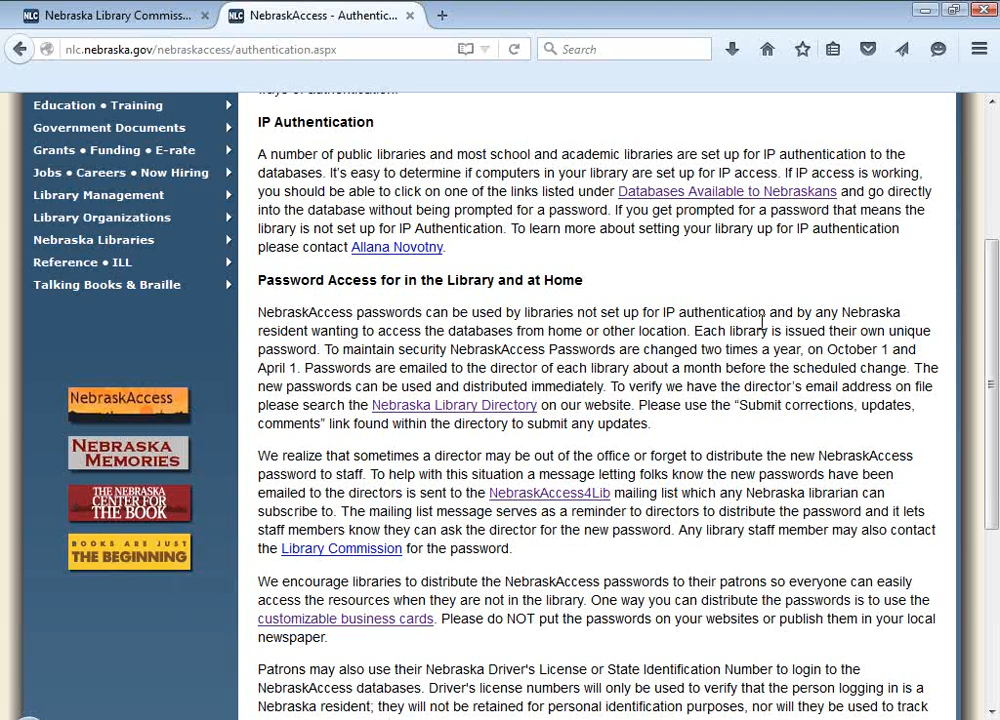 Nebraska Library Commiss...
NebraskAccess - Authentic...
nlc.nebraska.gov/nebraskaccess/authentication.aspx
Search
Education ● Training
Government Documents
Grants ● Funding ● E-rate
Jobs ● Careers ● Now Hiring
Library Management
Library Organizations
Nebraska Libraries
Reference ● ILL
Talking Books & Braille
NebraskAccess
NEBRASKA
MEMORIES
THE NEBRASKA
CENTER FOR
THE BOOK
BOOKS ARE JUST
THE BEGINNING
ways of authentication.
IP Authentication
A number of public libraries and most school and academic libraries are set up for IP authentication to the
databases. It's easy to determine if computers in your library are set up for IP access. If IP access is working,
you should be able to click on one of the links listed under Databases Available to Nebraskans and go directly
into the database without being prompted for a password. If you get prompted for a password that means the
library is not set up for IP Authentication. To learn more about setting your library up for IP authentication
please contact Allana Novotny.
Password Access for in the Library and at Home
NebraskAccess passwords can be used by libraries not set up for IP authentication and by any Nebraska
resident wanting to access the databases from home or other location. Each library is issued their own unique
password. To maintain security NebraskAccess Passwords are changed two times a year, on October 1 and
April 1. Passwords are emailed to the director of each library about a month before the scheduled change. The
new passwords can be used and distributed immediately. To verify we have the director's email address on file
please search the Nebraska Library Directory on our website. Please use the “Submit corrections, updates,
comments” link found within the directory to submit any updates.
We realize that sometimes a director may be out of the office or forget to distribute the new NebraskAccess
password to staff. To help with this situation a message letting folks know the new passwords have been
emailed to the directors is sent to the NebraskAccess4Lib mailing list which any Nebraska librarian can
subscribe to. The mailing list message serves as a reminder to directors to distribute the password and it lets
staff members know they can ask the director for the new password. Any library staff member may also contact
the Library Commission for the password.
We encourage libraries to distribute the NebraskAccess passwords to their patrons so everyone can easily
access the resources when they are not in the library. One way you can distribute the passwords is to use the
customizable business cards. Please do NOT put the passwords on your websites or publish them in your local
newspaper.
Patrons may also use their Nebraska Driver's License or State Identification Number to login to the
NebraskAccess databases. Driver's license numbers will only be used to verify that the person logging in is a
Nebraska resident; they will not be retained for personal identification purposes, nor will they be used to track